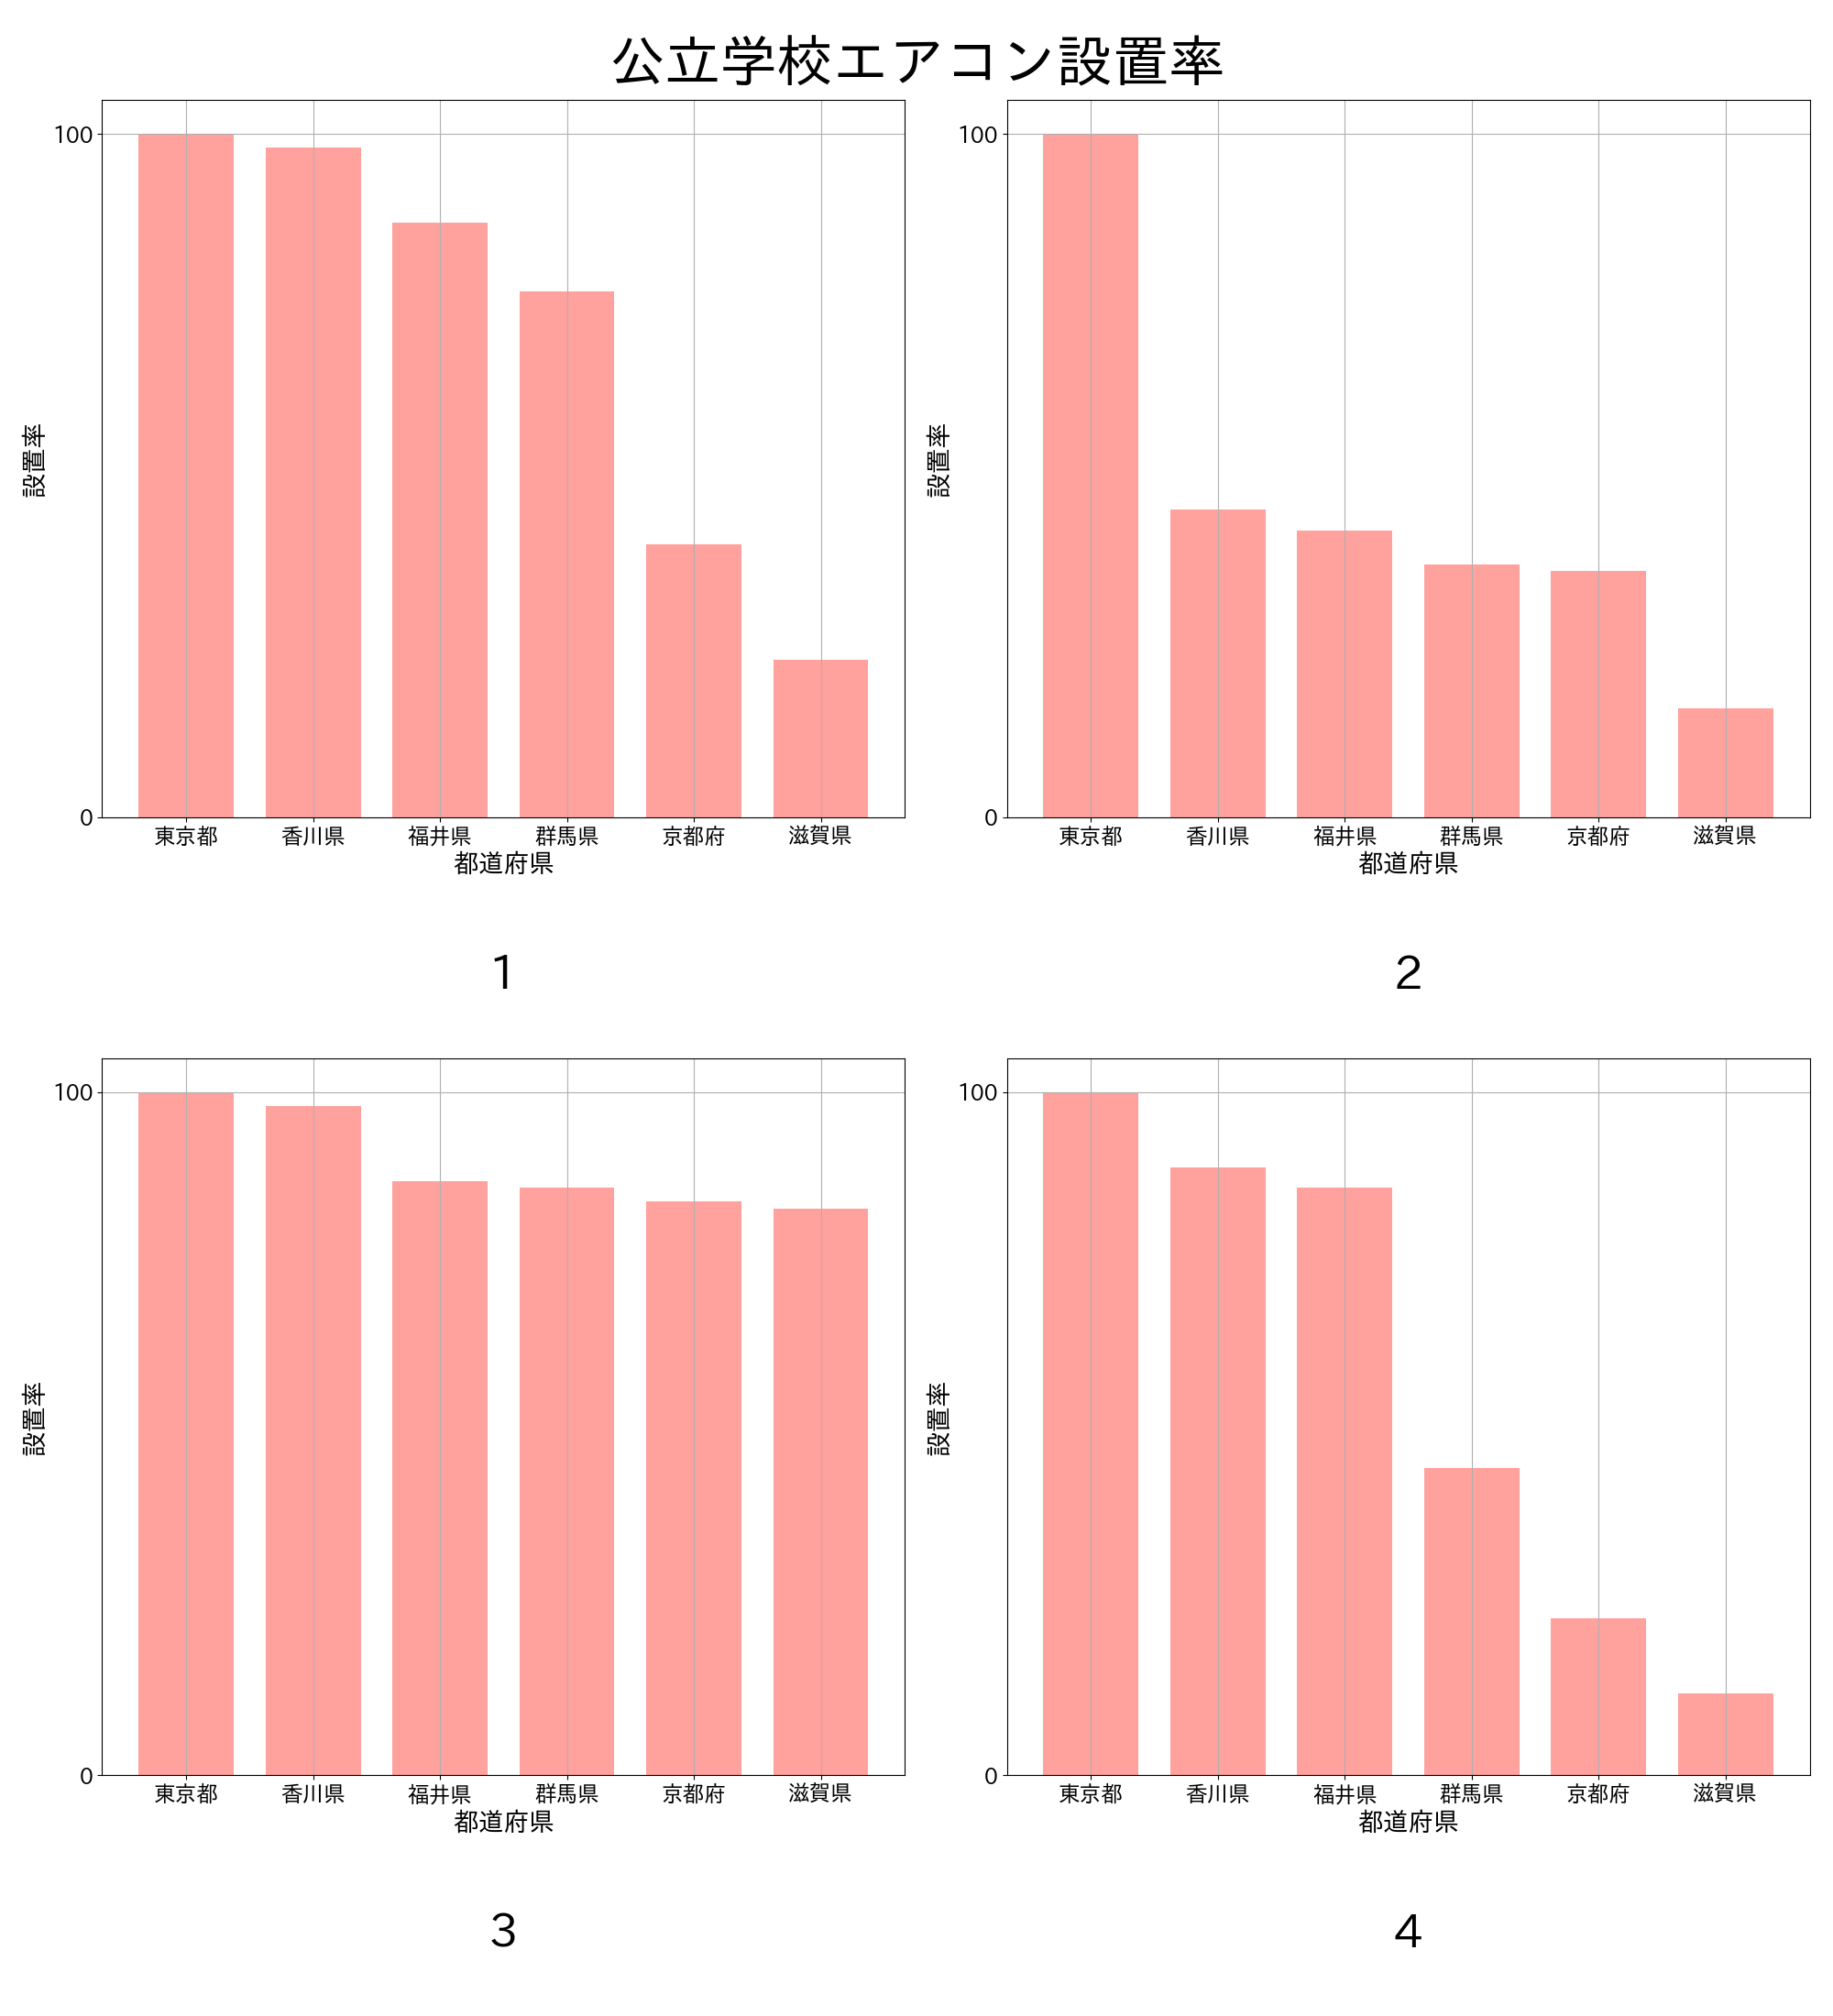 公立学校エアコン設置率
100
0
設置率
東京都 香川県 福井県 群馬県 京都府 滋賀県
都道府県
1
100
0
設置率
東京都 香川県 福井県 群馬県 京都府 滋賀県
都道府県
2
100
0
設置率
東京都 香川県 福井県 群馬県 京都府 滋賀県
都道府県
3
100
0
設置率
東京都 香川県 福井県 群馬県 京都府 滋賀県
都道府県
4